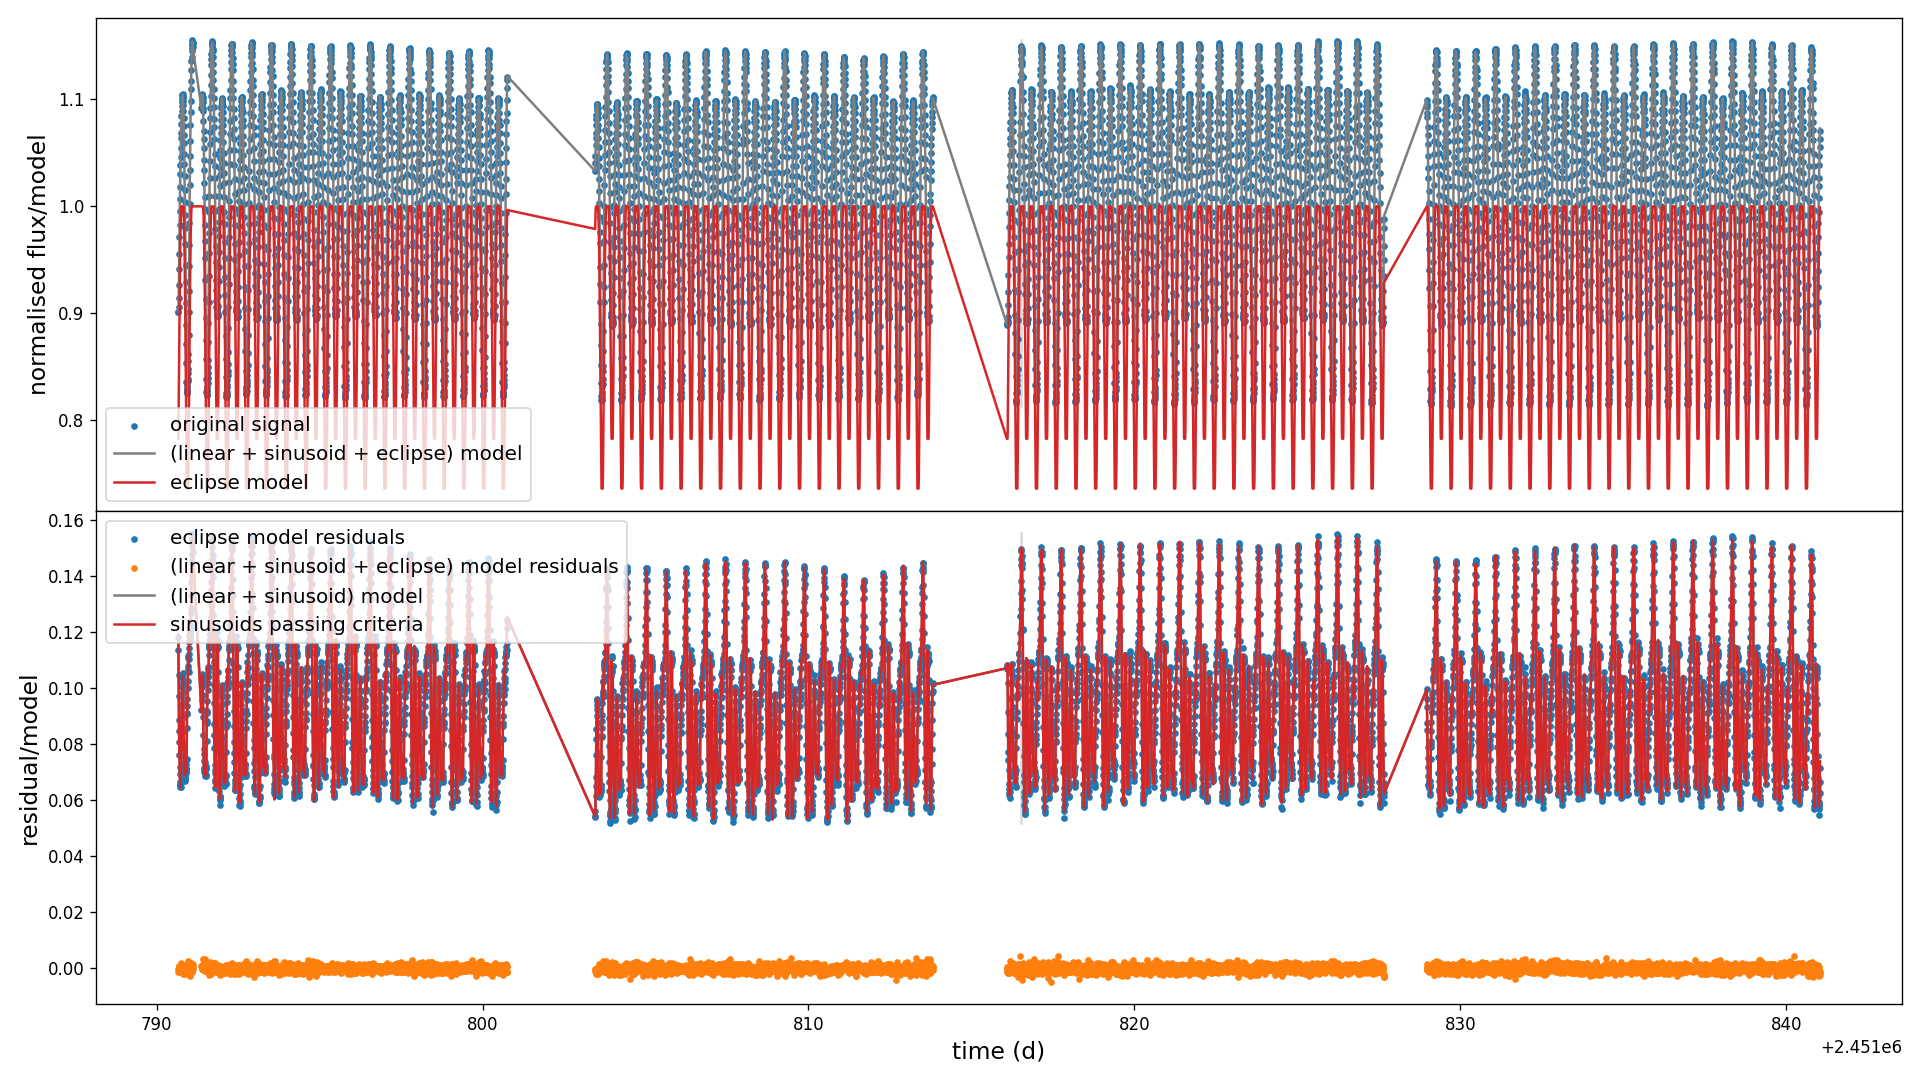 normalised flux/model
1.1
1.0
0.9
0.8
original signal
(linear + sinusoid + eclipse) model
eclipse model
residual/model
0.16
0.14
0.12
0.10
0.08
0.06
0.04
0.02
0.00
eclipse model residuals
(linear + sinusoid + eclipse) model residuals
(linear + sinusoid) model
sinusoids passing criteria
790
800
810
820
830
840
time (d)
+2.451e6